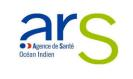 ars
Agence de Santé
Océan Indien